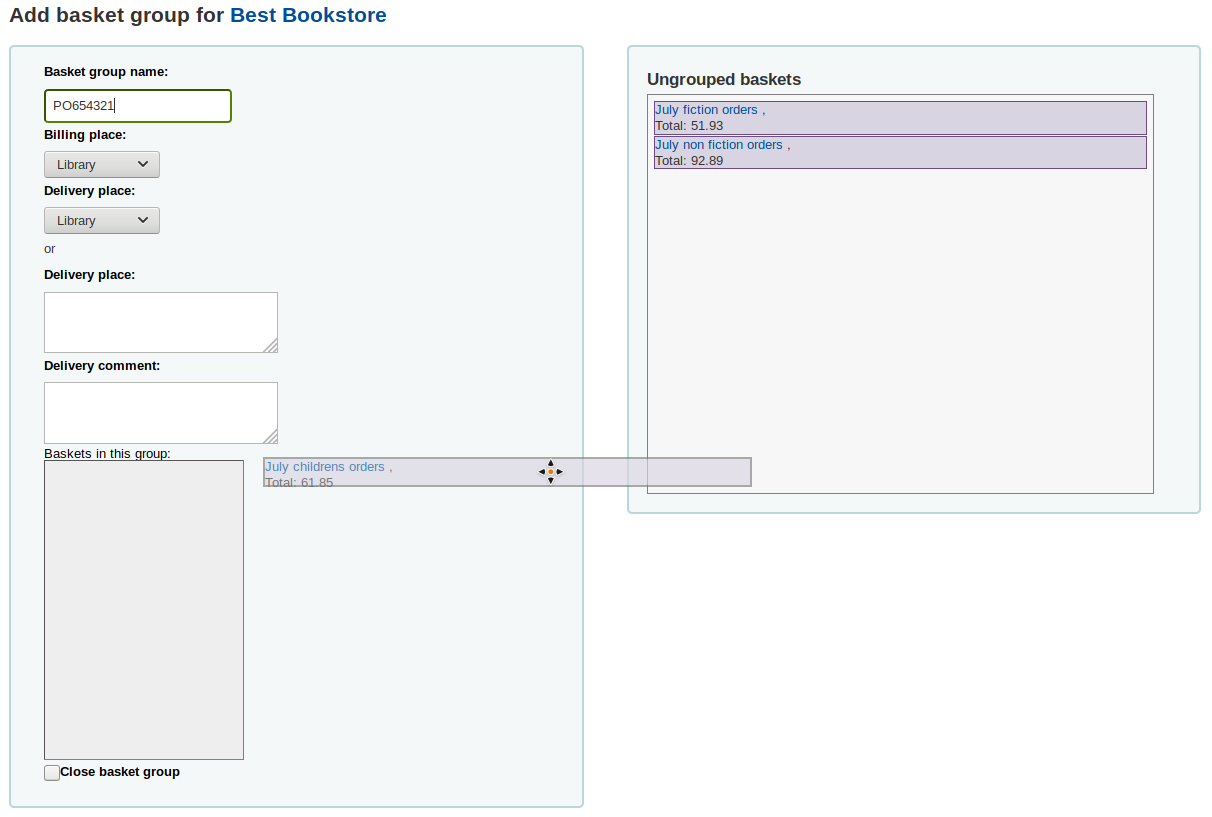 Add basket group for Best Bookstore
Basket group name:
PO654321
Billing place:
Library
Delivery place:
Library
or
Delivery place:
Delivery comment:
Baskets in this group:
July childrens orders ,
Total: 61.85
Close basket group
Ungrouped baskets
July fiction orders ,
Total: 51.93
July non fiction orders ,
Total: 92.89